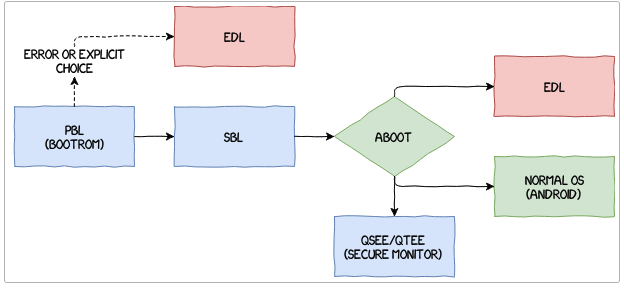 EDL
ERROR OR EXPLICIT
CHOICE
EDL
PBL
(BOOTROM)
SBL
ABOOT
NORMAL OS
(ANDROID)
QSEE/QTEE
(SECURE MONITOR)